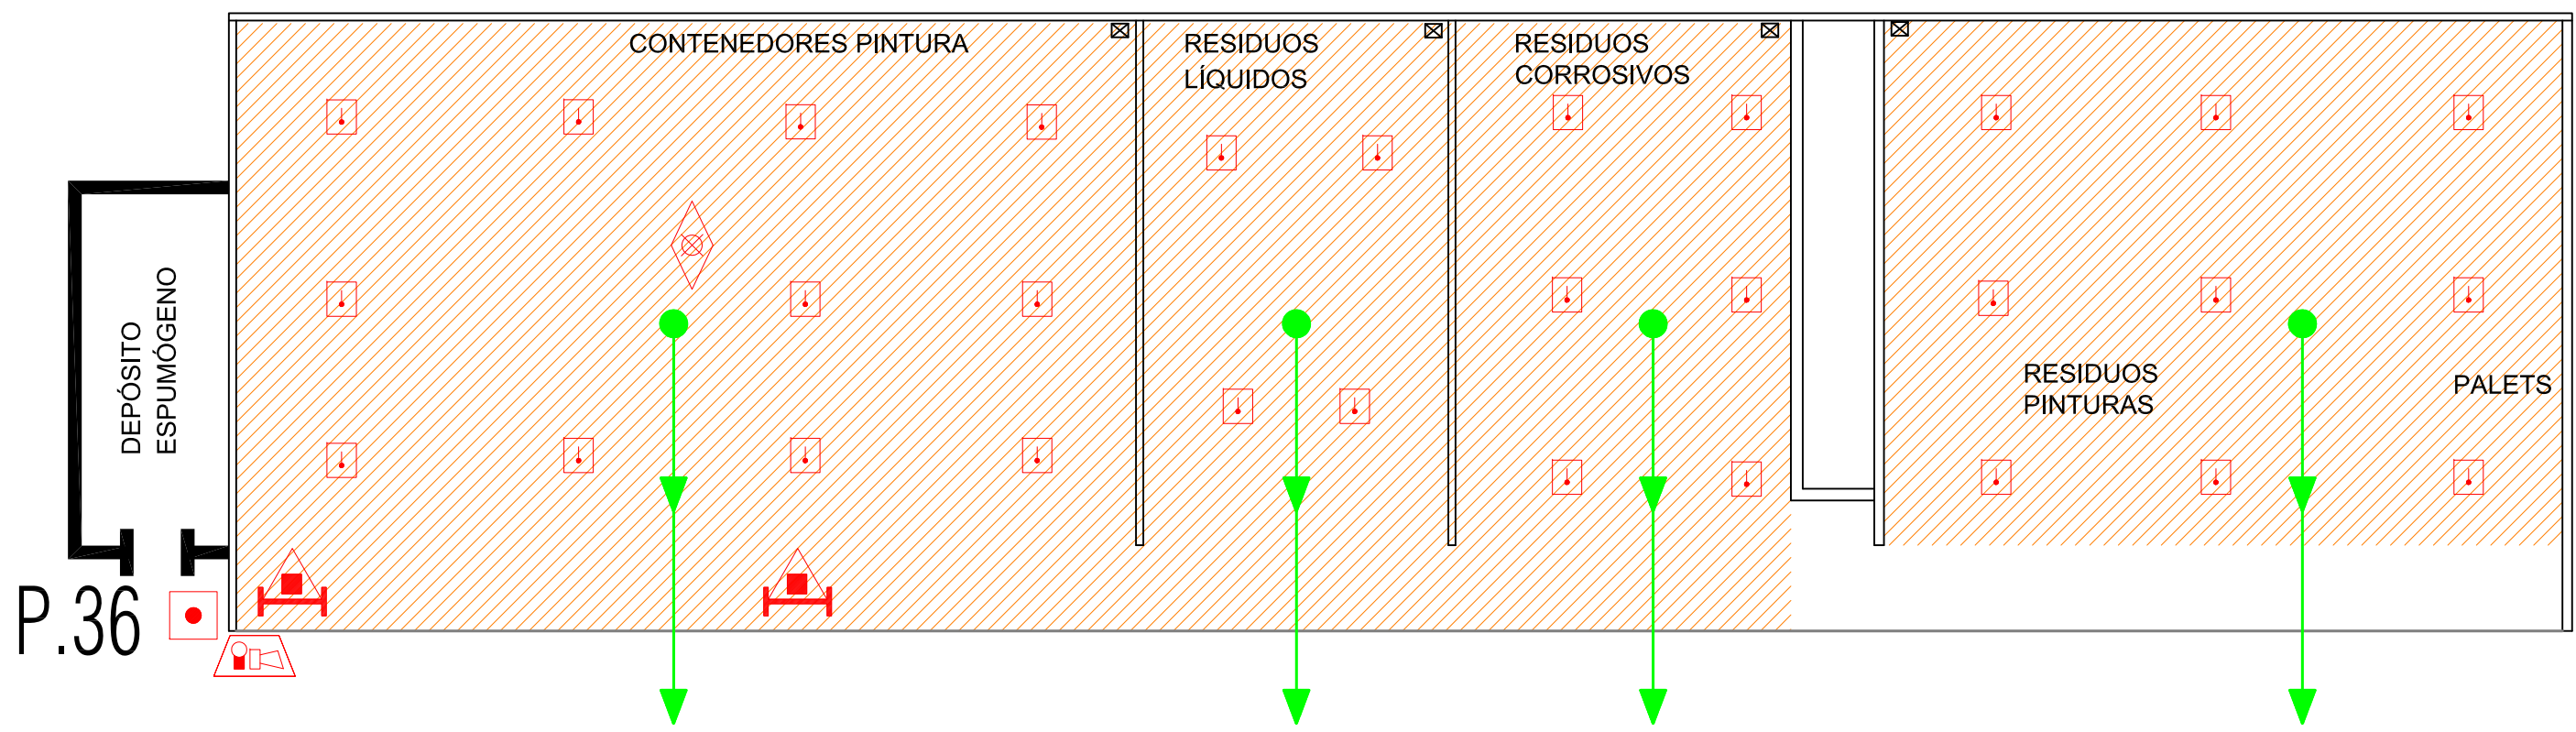 CONTENEDORES PINTURA
RESIDUOS
LÍQUIDOS
RESIDUOS
CORROSIVOS
DEPÓSITO
ESPUMÓGENO
RESIDUOS
PINTURAS
PALETS
P.36